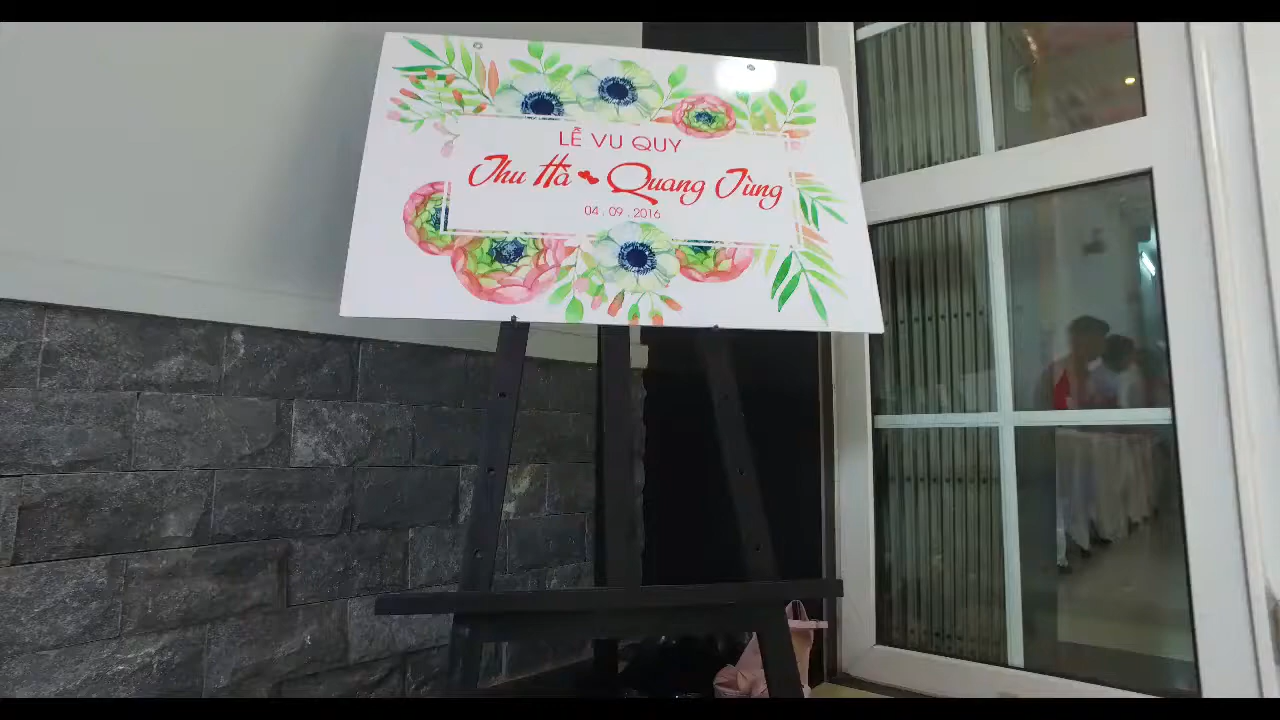 LỄ VU QUY
Thu Hà Quang Tùng
04 . 09 . 2016